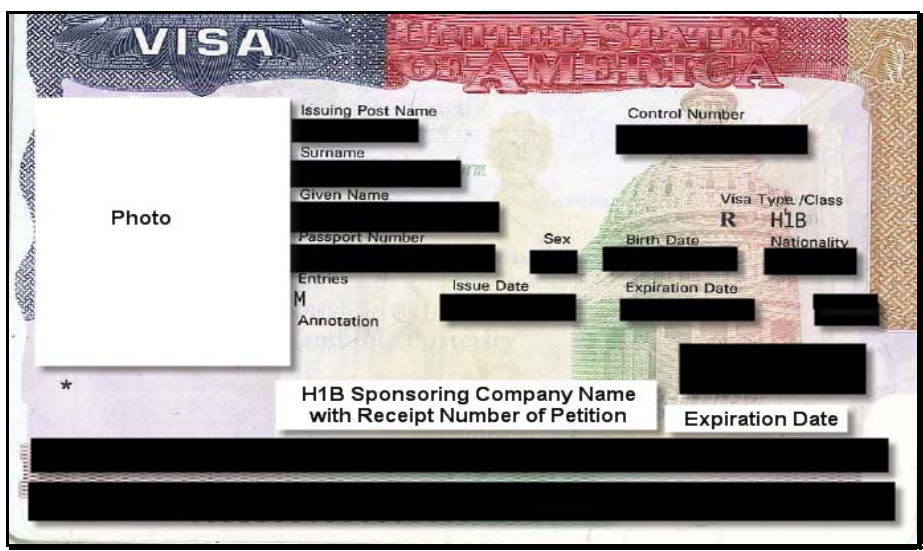 VISA
UNITED STATES
OF AMERICA
Issuing Post Name
Control Number
Surname
Given Name
Photo
Visa Type /Class
R H1B
Passport Number
Sex
Birth Date
Nationality
Entries
M
Issue Date
Expiration Date
Annotation
*
H1B Sponsoring Company Name
with Receipt Number of Petition
Expiration Date